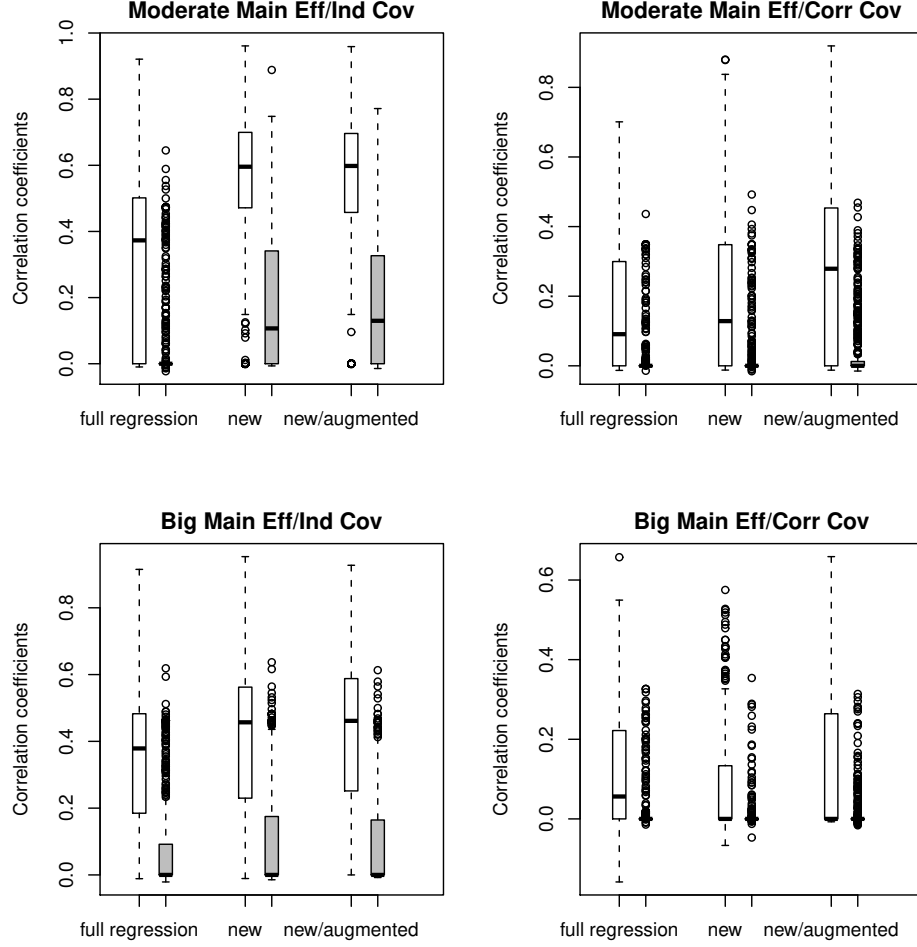 Moderate Main Eff/Ind Cov
Correlation coefficients
1.0
0.8
0.6
0.4
0.2
0.0
full regression
new
new/augmented
Moderate Main Eff/Corr Cov
Correlation coefficients
0.8
0.6
0.4
0.2
0.0
full regression
new
new/augmented
Big Main Eff/Ind Cov
Correlation coefficients
0.8
0.6
0.4
0.2
0.0
full regression
new
new/augmented
Big Main Eff/Corr Cov
Correlation coefficients
0.6
0.4
0.2
0.0
full regression
new
new/augmented